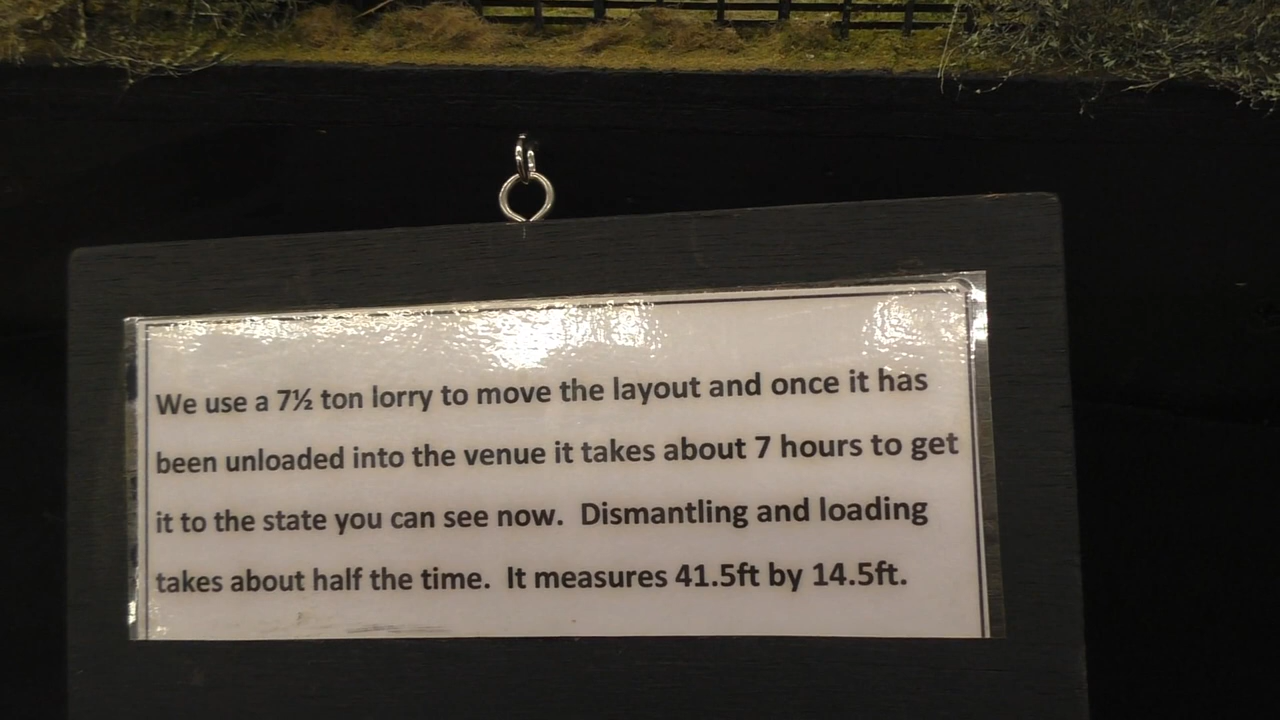 We use a 7½ ton lorry to move the layout and once it has
been unloaded into the venue it takes about 7 hours to get
it to the state you can see now.  Dismantling and loading
takes about half the time.  It measures 41.5ft by 14.5ft.